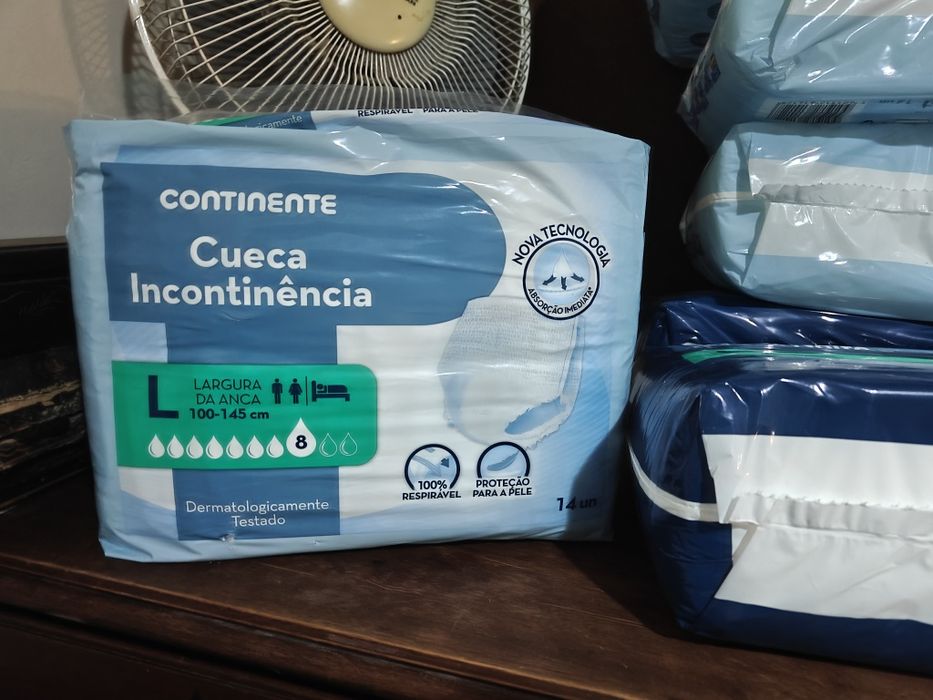 RESPIRÁVEL PARA A PELE
CONTINENTE
Cueca
Incontinência
NOVA TECNOLOGIA
ABSORÇÃO IMEDIATA*
L
LARGURA
DA ANCA
100-145 cm
8
100%
RESPIRÁVEL
PROTEÇÃO
PARA A PELE
Dermatologicamente
Testado
14 un